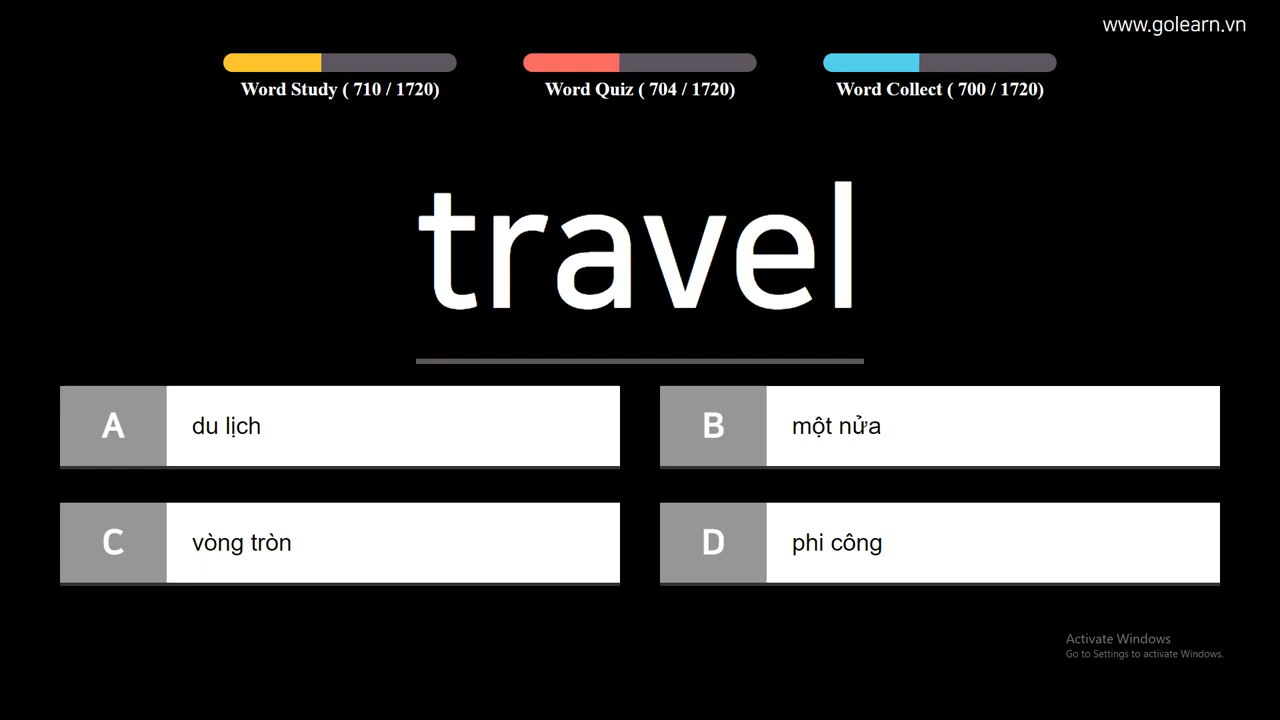 www.golearn.vn
Word Study ( 710 / 1720)
Word Quiz ( 704 / 1720)
Word Collect ( 700 / 1720)
travel
A du lịch
B một nửa
C vòng tròn
D phi công
Activate Windows
Go to Settings to activate Windows.